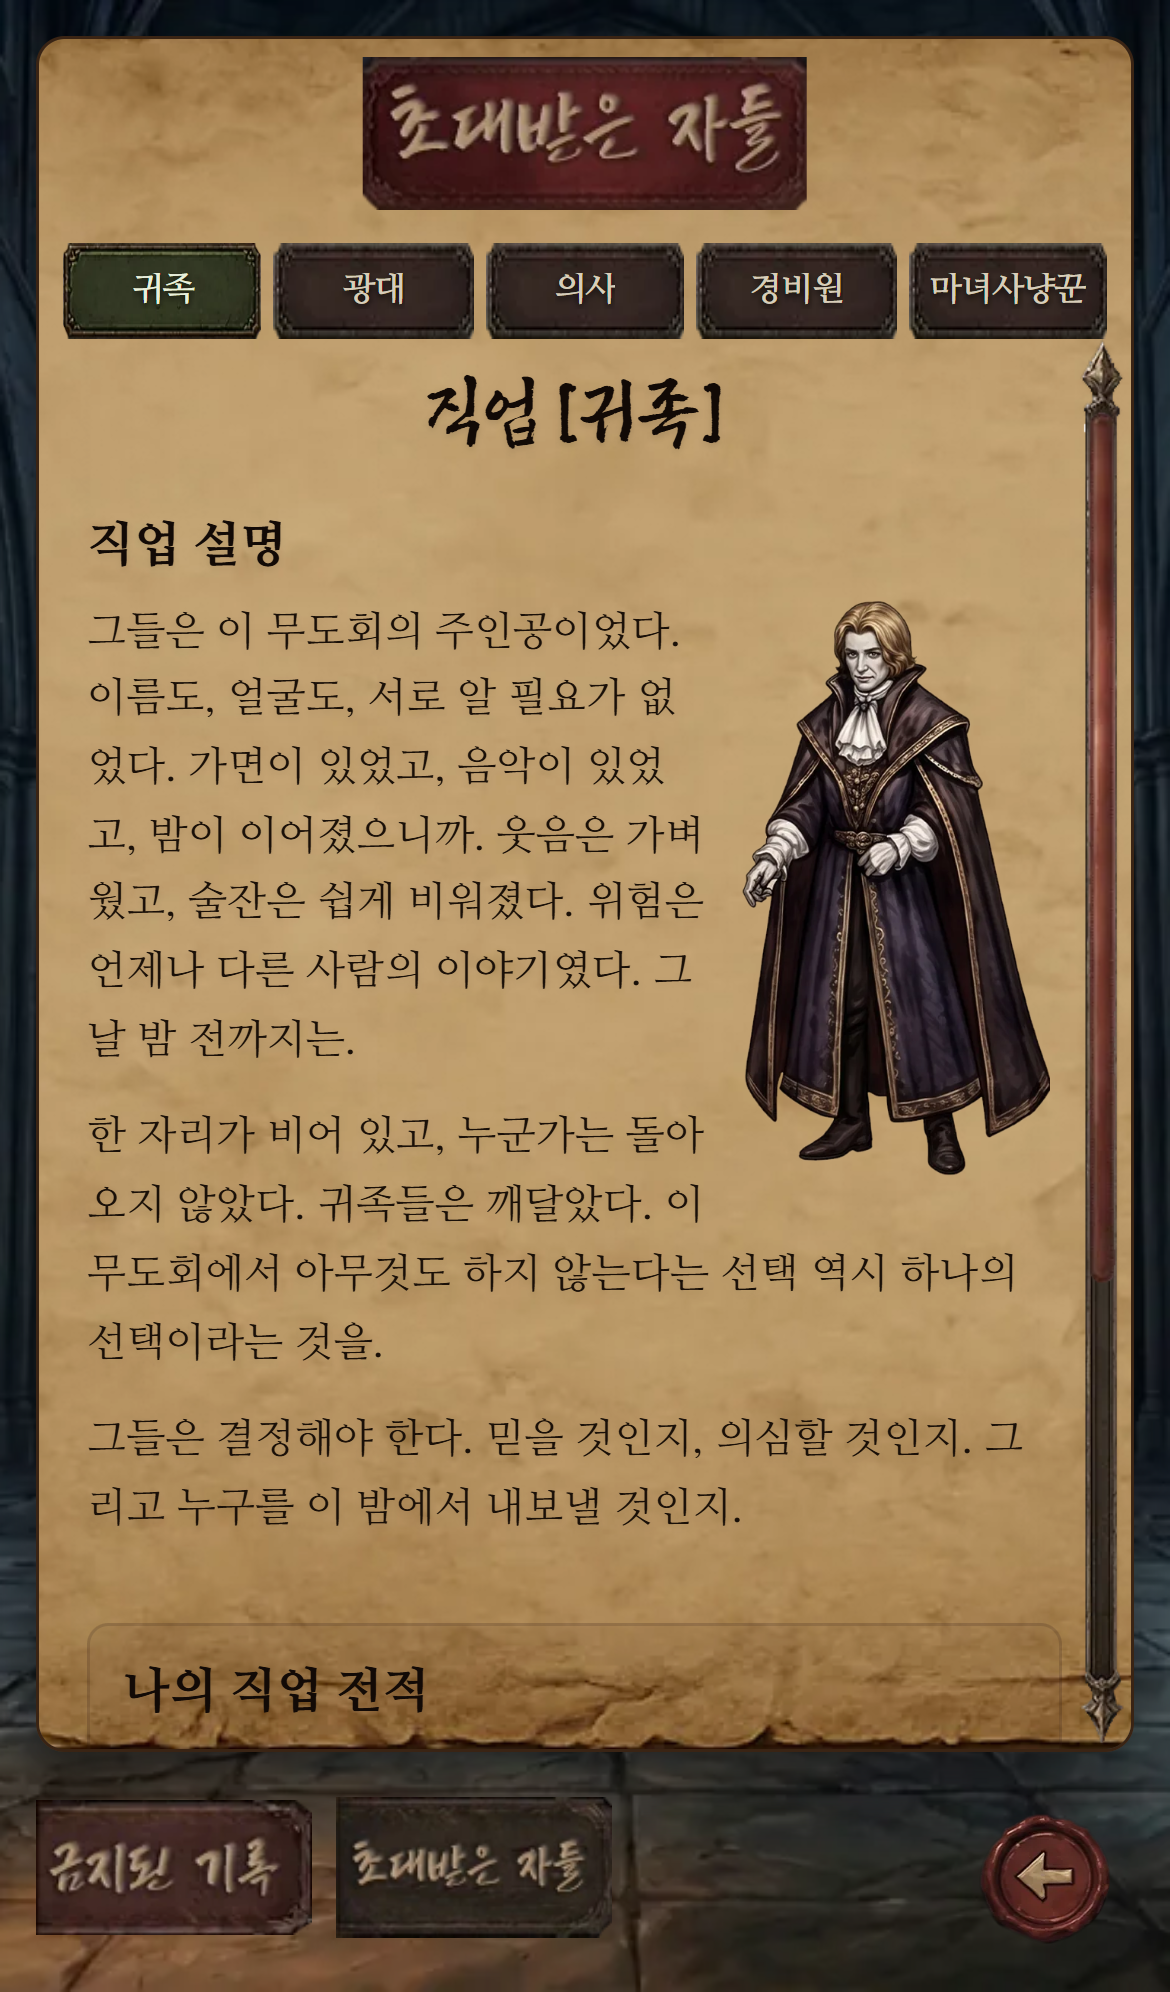 초대받은 자들
귀족
광대
의사
경비원
마녀사냥꾼
직업 [귀족]
직업 설명
그들은 이 무도회의 주인공이었다.
이름도, 얼굴도, 서로 알 필요가 없
었다. 가면이 있었고, 음악이 있었
고, 밤이 이어졌으니까. 웃음은 가벼
웠고, 술잔은 쉽게 비워졌다. 위험은
언제나 다른 사람의 이야기였다. 그
날 밤 전까지는.
한 자리가 비어 있고, 누군가는 돌아
오지 않았다. 귀족들은 깨달았다. 이
무도회에서 아무것도 하지 않는다는 선택 역시 하나의
선택이라는 것을.
그들은 결정해야 한다. 믿을 것인지, 의심할 것인지. 그
리고 누구를 이 밤에서 내보낼 것인지.
나의 직업 전적
금지된 기록
초대받은 자들